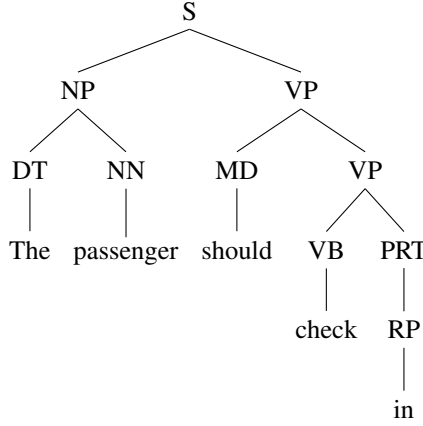 S
NP VP
DT NN MD VP
The passenger should VB PRT
check RP
in